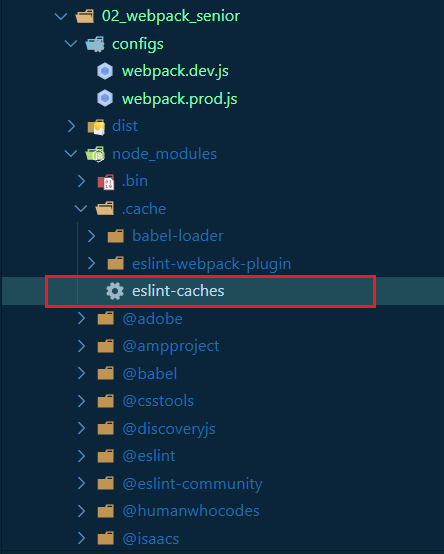 02_webpack_senior
configs
webpack.dev.js
webpack.prod.js
dist
node_modules
.bin
.cache
babel-loader
eslint-webpack-plugin
eslint-caches
@adobe
@ampproject
@babel
@csstools
@discoveryjs
@eslint
@eslint-community
@humanwhocodes
@isaacs